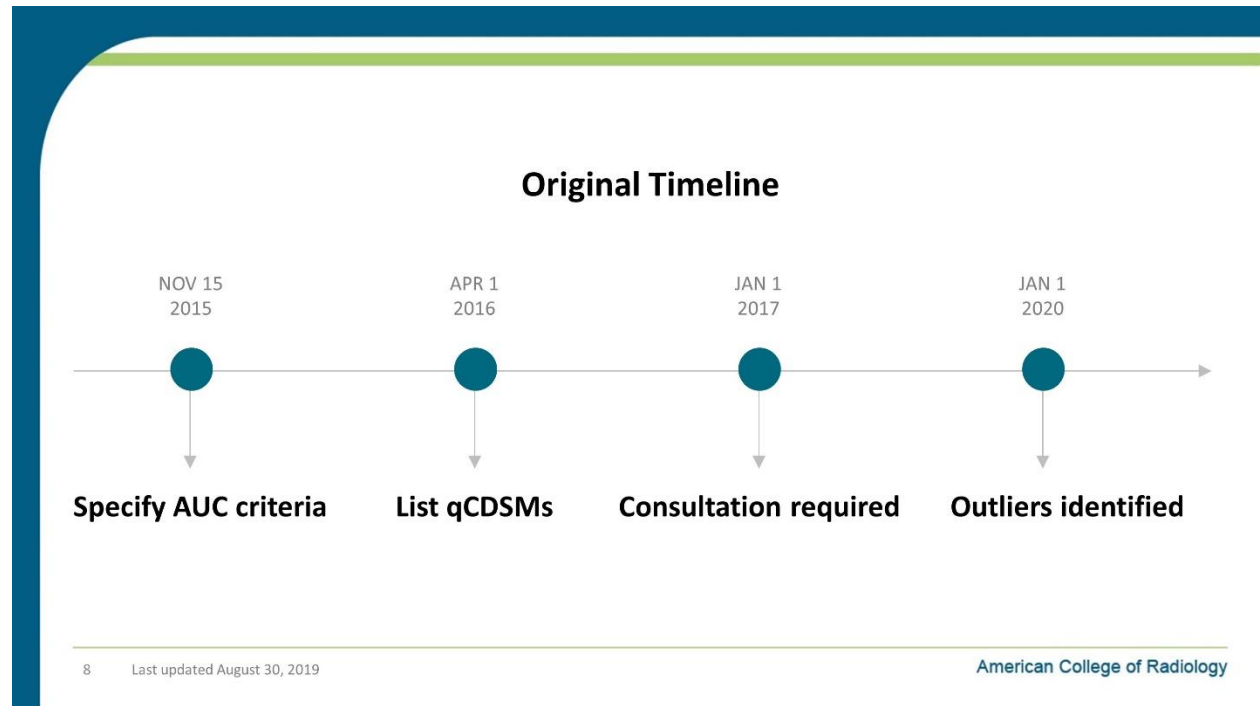 Original Timeline
NOV 15
2015
APR 1
2016
JAN 1
2017
JAN 1
2020
Specify AUC criteria
List qCDSMs
Consultation required
Outliers identified
8
Last updated August 30, 2019
American College of Radiology